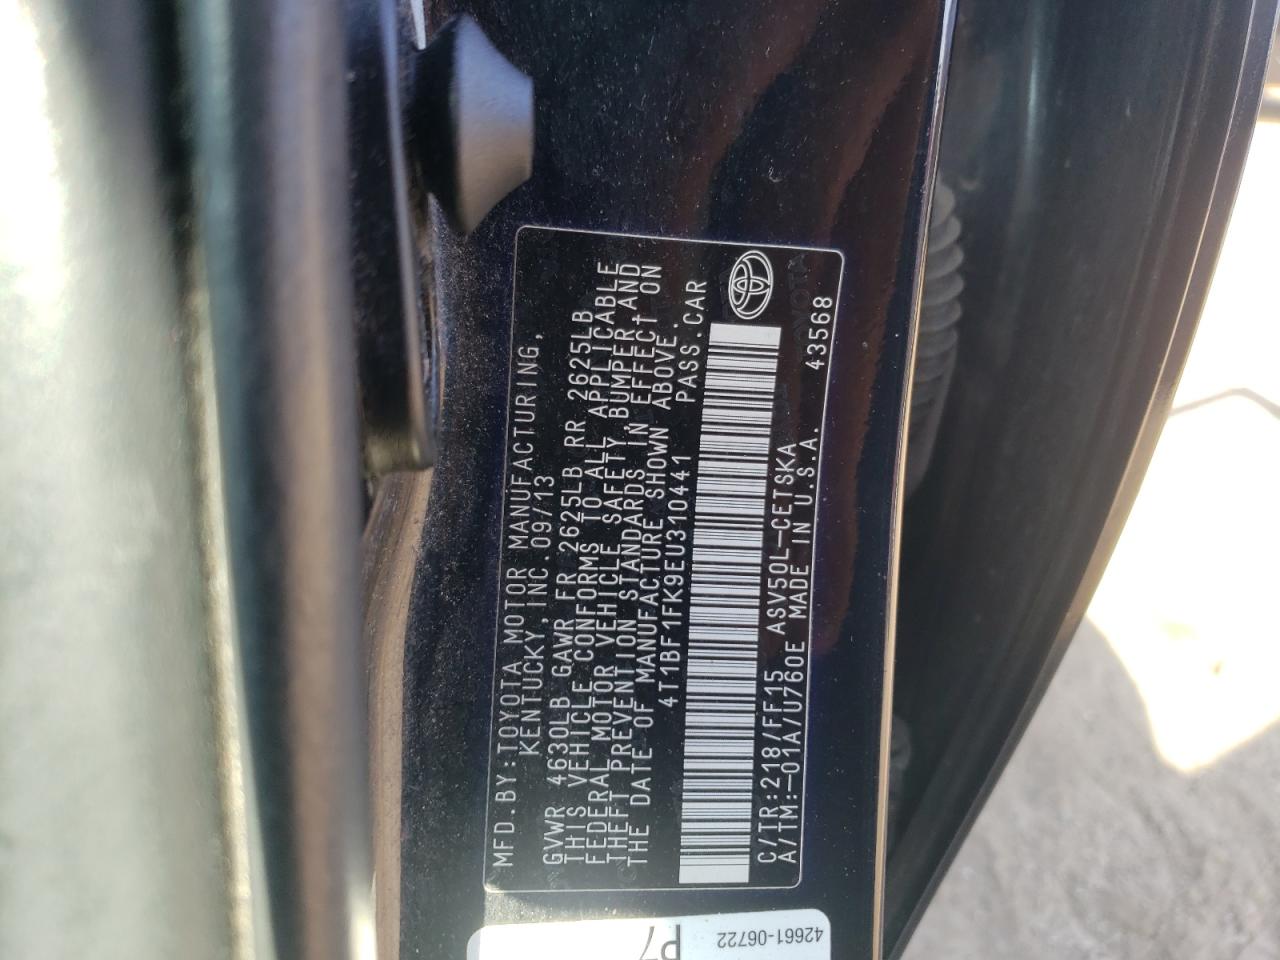 MFD.BY:TOYOTA MOTOR MANUFACTURING,
KENTUCKY,INC.09/13
GVWR 4630LB GAWR FR 2625LB RR 2625LB
THIS VEHICLE CONFORMS TO ALL APPLICABLE
FEDERAL MOTOR VEHICLE SAFETY,BUMPER,AND
THEFT PREVENTION STANDARDS IN EFFECT ON
THE DATE OF MANUFACTURE SHOWN ABOVE.
4T1BF1FK9EU310441 PASS.CAR
C/TR:218/FF15 ASV50L-CETSKA
A/TM:-01A/U760E MADE IN U.S.A. 43568
P7
42661-06722